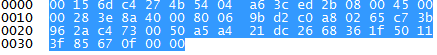 0000 00 15 6d c4 27 4b 54 04 a6 3c ed 2b 08 00 45 00
0010 00 28 3e 8a 40 00 80 06 9b d2 c0 a8 02 65 c7 3b
0020 96 2a c4 73 00 50 a5 a4 21 dc 26 68 36 1f 50 11
0030 3f 85 67 0f 00 00